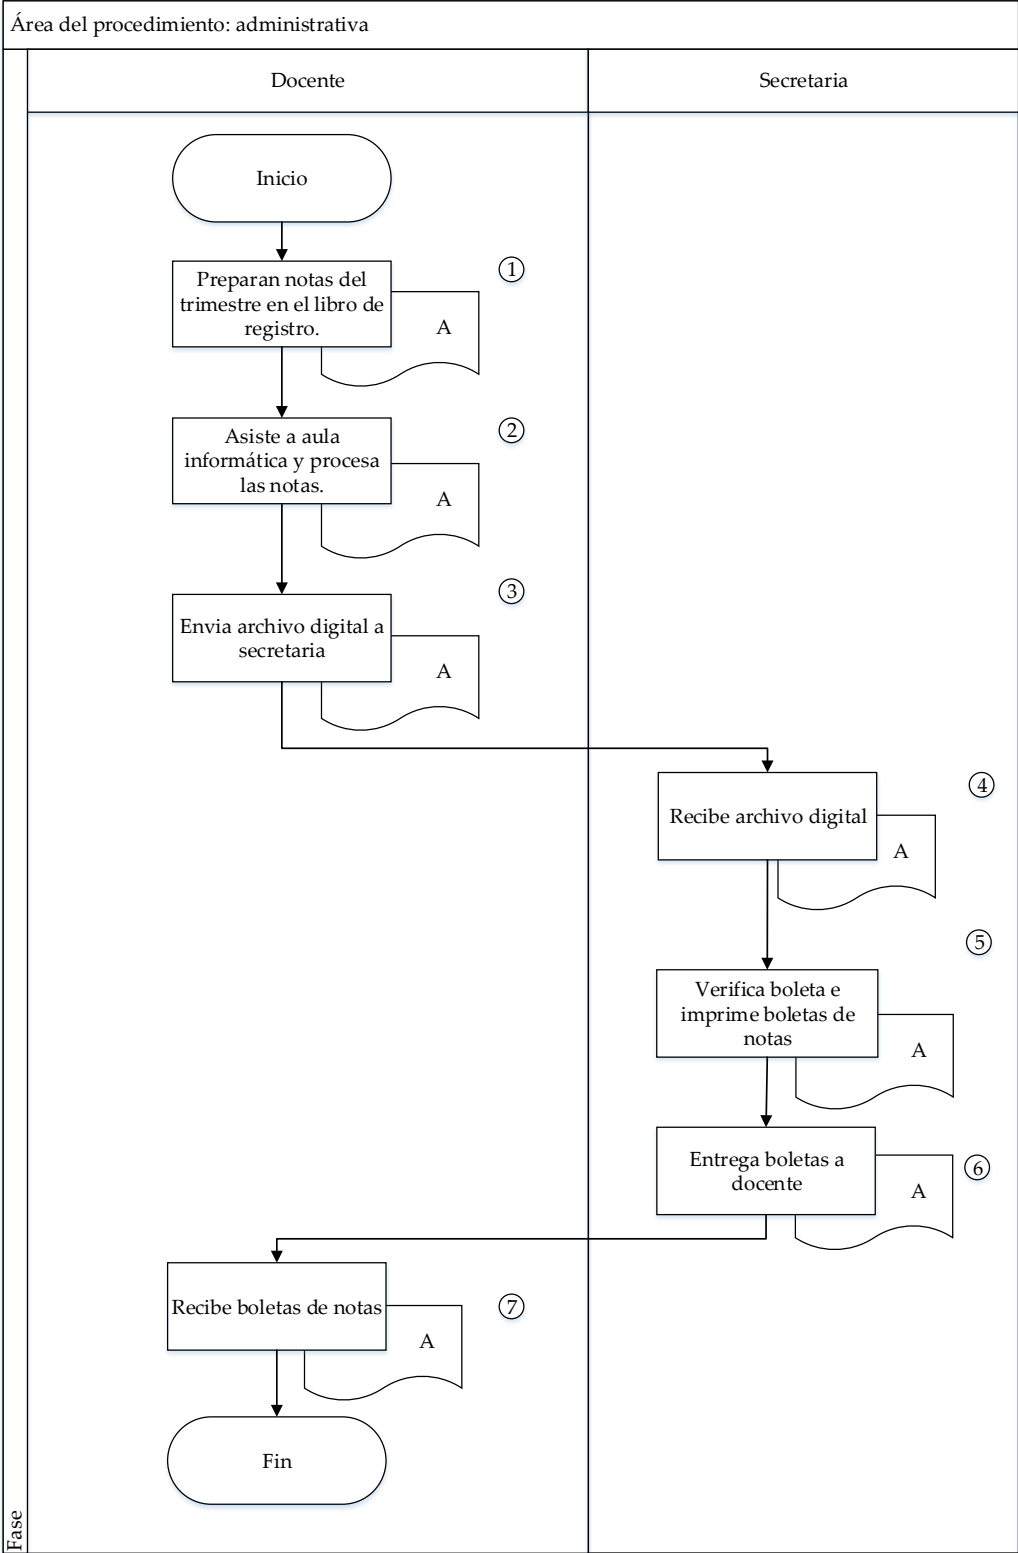 Área del procedimiento: administrativa
Docente
Secretaria
Inicio
①
Preparan notas del
trimestre en el libro de
registro.
A
②
Asiste a aula
informática y procesa
las notas.
A
③
Envia archivo digital a
secretaria
A
④
Recibe archivo digital
A
⑤
Verifica boleta e
imprime boletas de
notas
A
⑥
Entrega boletas a
docente
A
⑦
Recibe boletas de notas
A
Fin
Fase